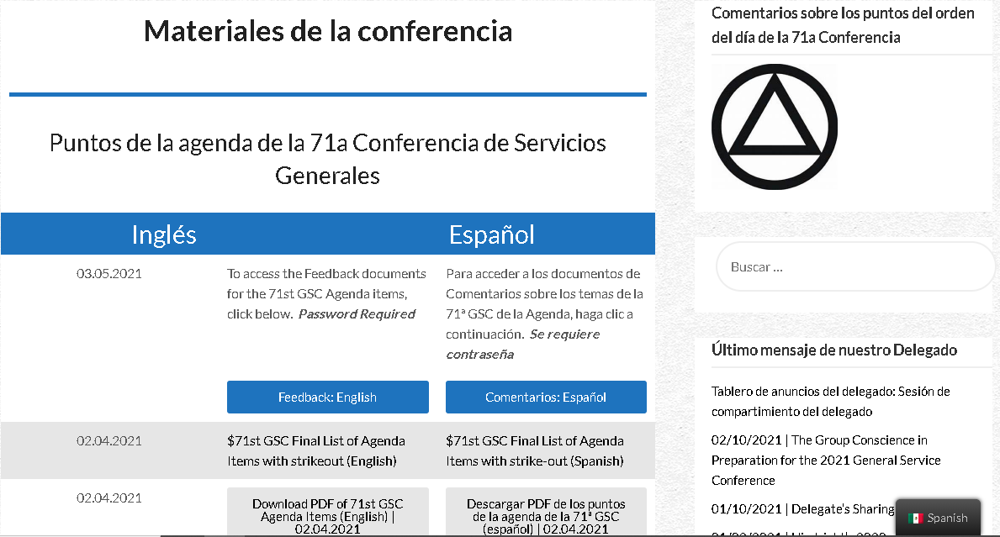 Materiales de la conferencia
Puntos de la agenda de la 71a Conferencia de Servicios
Generales
Inglés
Español
03.05.2021
To access the Feedback documents
for the 71st GSC Agenda items,
click below. Password Required
Para acceder a los documentos de
Comentarios sobre los temas de la
71ª GSC de la Agenda, haga clic a
continuación. Se requiere
contraseña
Feedback: English
Comentarios: Español
02.04.2021
$71st GSC Final List of Agenda
Items with strikeout (English)
$71st GSC Final List of Agenda
Items with strike-out (Spanish)
02.04.2021
Download PDF of 71st GSC
Agenda Items (English) |
02.04.2021
Descargar PDF de los puntos
de la agenda de la 71ª GSC
(español) | 02.04.2021
Comentarios sobre los puntos del orden
del día de la 71a Conferencia
Buscar ...
Último mensaje de nuestro Delegado
Tablero de anuncios del delegado: Sesión de
compartimiento del delegado
02/10/2021 | The Group Conscience in
Preparation for the 2021 General Service
Conference
01/10/2021 | Delegate's Sharing
Spanish